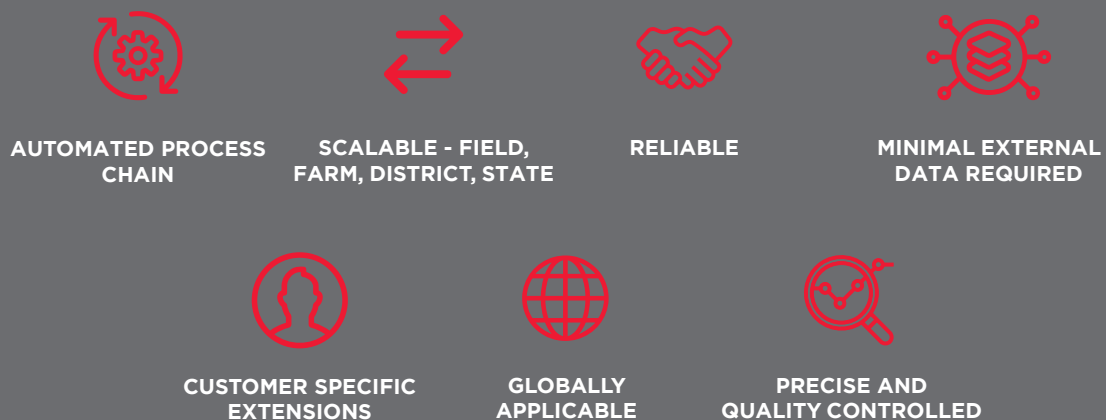 AUTOMATED PROCESS
CHAIN
SCALABLE - FIELD,
FARM, DISTRICT, STATE
RELIABLE
MINIMAL EXTERNAL
DATA REQUIRED
CUSTOMER SPECIFIC
EXTENSIONS
GLOBALLY
APPLICABLE
PRECISE AND
QUALITY CONTROLLED